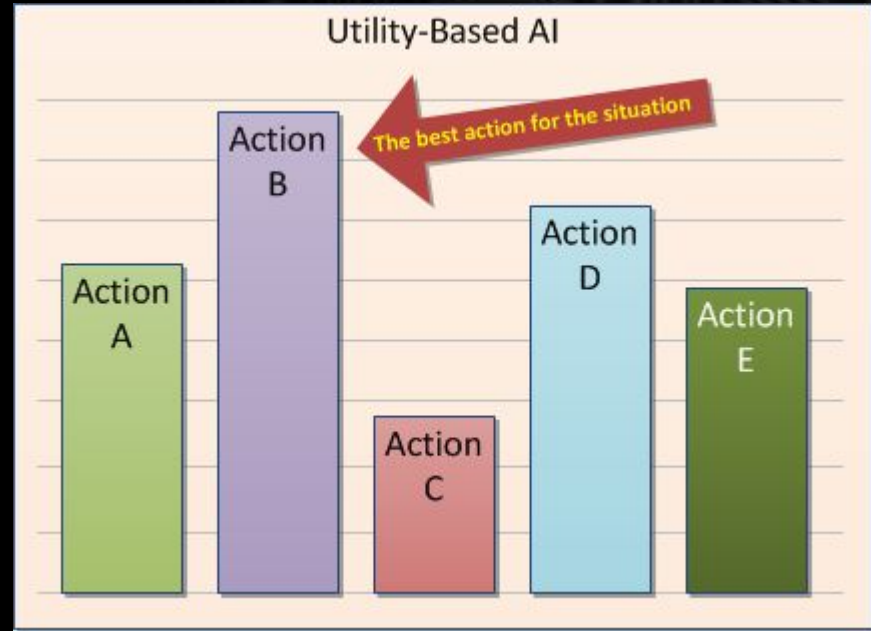 Utility-Based AI
The best action for the situation
Action
A
Action
B
Action
C
Action
D
Action
E